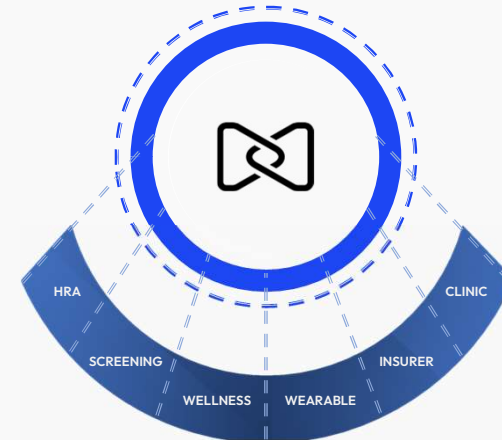 HRA
SCREENING
WELLNESS
WEARABLE
INSURER
CLINIC